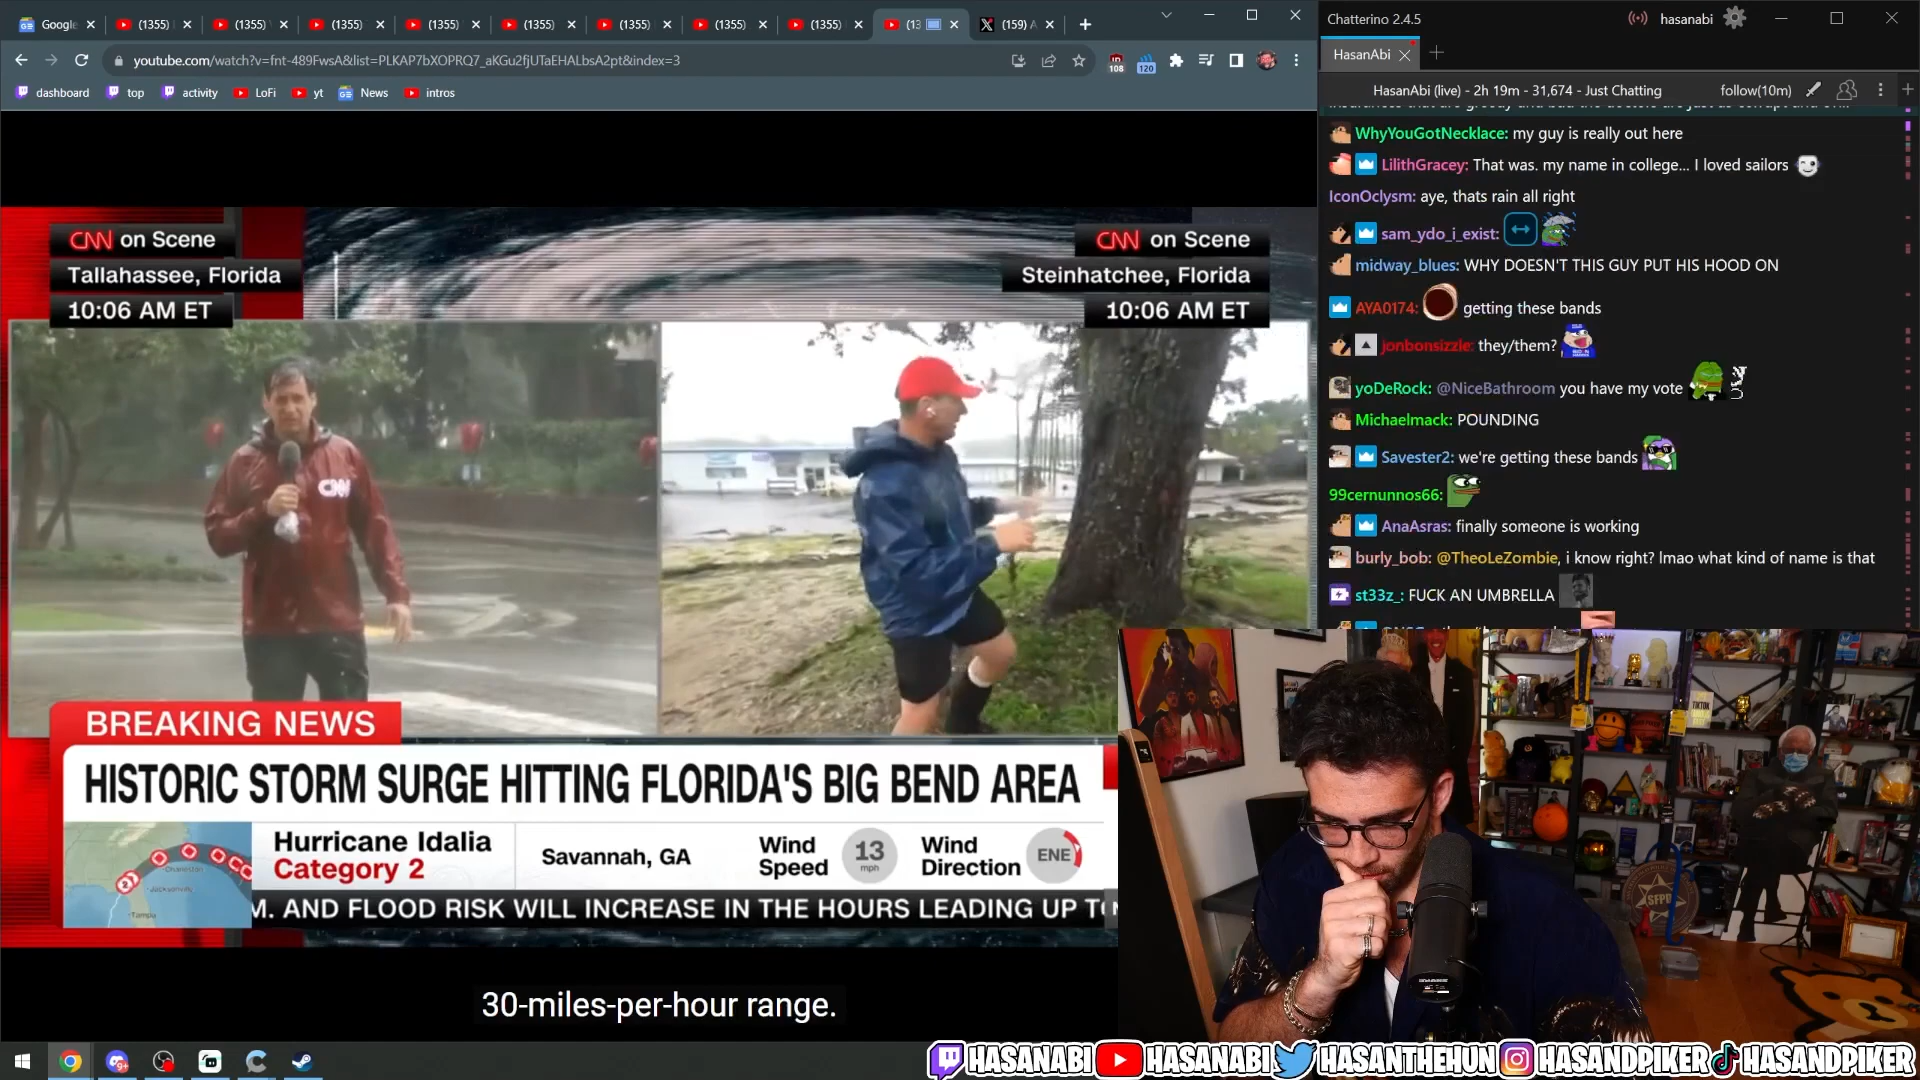 Google
(1355)
(1355)
(1355)
(1355)
(1355)
(1355)
(1355)
(1355)
(13
(159)
youtube.com/watch?v=fnt-489FwsA&list=PLKAP7bXOPRQ7_aKGu2fjUTaEHALbsA2pt&index=3
108
120
dashboard
top
activity
LoFi
yt
News
intros
CNN on Scene
Tallahassee, Florida
10:06 AM ET
CNN on Scene
Steinhatchee, Florida
10:06 AM ET
CNN
BREAKING NEWS
HISTORIC STORM SURGE HITTING FLORIDA'S BIG BEND AREA
Hurricane Idalia
Category 2
Savannah, GA
Wind Speed
13
mph
Wind Direction
ENE
Charleston
Jacksonville
Tampa
M. AND FLOOD RISK WILL INCREASE IN THE HOURS LEADING UP T
30-miles-per-hour range.
Chatterino 2.4.5
hasanabi
HasanAbi
HasanAbi (live) - 2h 19m - 31,674 - Just Chatting
follow(10m)
WhyYouGotNecklace: my guy is really out here
LilithGracey: That was. my name in college... I loved sailors
IconOclysm: aye, thats rain all right
sam_ydo_i_exist:
midway_blues: WHY DOESN'T THIS GUY PUT HIS HOOD ON
AYA0174: getting these bands
jonbonsizzle: they/them?
yoDeRock: @NiceBathroom you have my vote
Michaelmack: POUNDING
Savester2: we're getting these bands
99cernunnos66:
AnaAsras: finally someone is working
burly_bob: @TheoLeZombie, i know right? lmao what kind of name is that
st33z_: FUCK AN UMBRELLA
SFPD
HASANABI
HASANABI
HASANTHEHUN
HASANDPIKER
HASANDPIKER